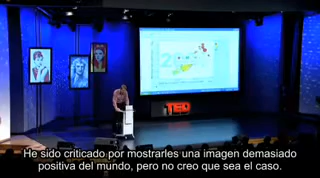 TED
He sido criticado por mostrarles una imagen demasiado
positiva del mundo, pero no creo que sea el caso.